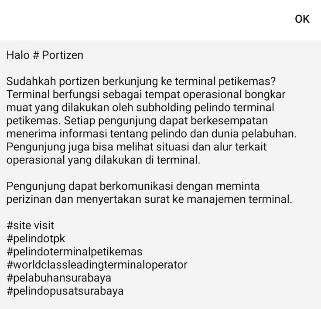 OK
Halo # Portizen
Sudahkah portizen berkunjung ke terminal petikemas?
Terminal berfungsi sebagai tempat operasional bongkar
muat yang dilakukan oleh subholding pelindo terminal
petikemas. Setiap pengunjung dapat berkesempatan
menerima informasi tentang pelindo dan dunia pelabuhan.
Pengunjung juga bisa melihat situasi dan alur terkait
operasional yang dilakukan di terminal.
Pengunjung dapat berkomunikasi dengan meminta
perizinan dan menyertakan surat ke manajemen terminal.
#site visit
#pelindotpk
#pelindoterminalpetikemas
#worldclassleadingterminaloperator
#pelabuhansurabaya
#pelindopusatsurabaya